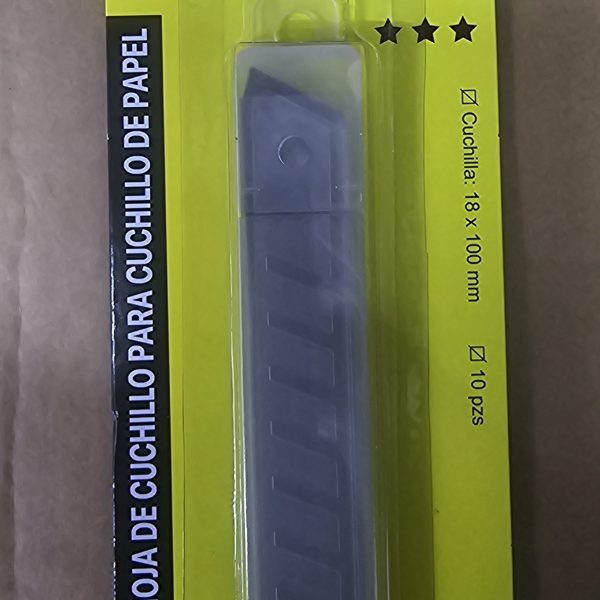 OJA DE CUCHILLO PARA CUCHILLO DE PAPEL
Cuchilla: 18 x 100 mm
10 pzs